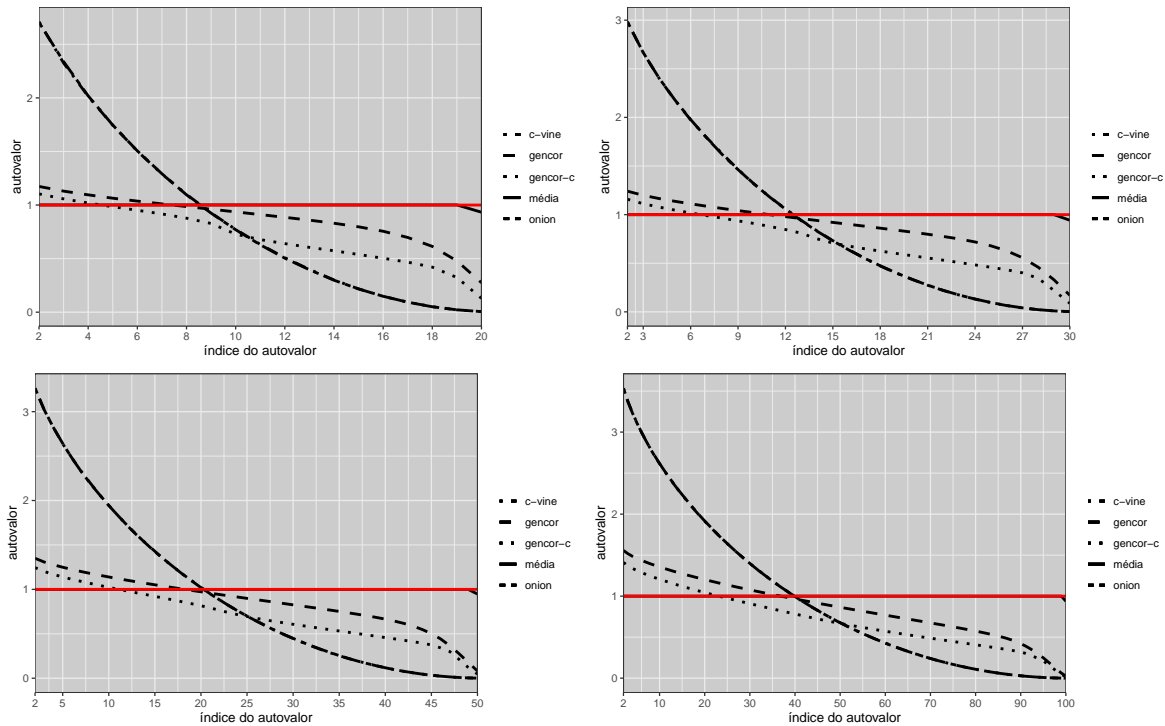 autovalor
2
1
0
2 4 6 8 10 12 14 16 18 20
índice do autovalor
c−vine
gencor
gencor−c
média
onion
autovalor
3
2
1
0
2 3 6 9 12 15 18 21 24 27 30
índice do autovalor
c−vine
gencor
gencor−c
média
onion
autovalor
3
2
1
0
2 5 10 15 20 25 30 35 40 45 50
índice do autovalor
c−vine
gencor
gencor−c
média
onion
autovalor
3
2
1
0
2 10 20 30 40 50 60 70 80 90 100
índice do autovalor
c−vine
gencor
gencor−c
média
onion